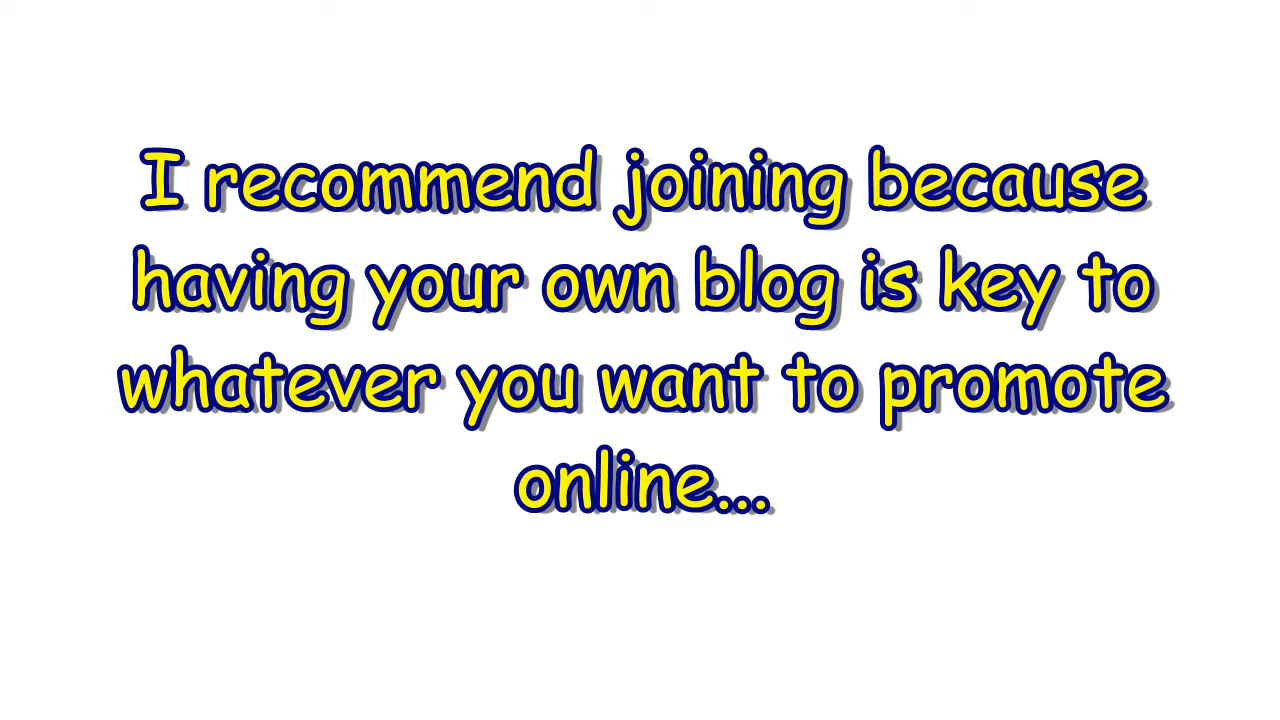 I recommend joining because
having your own blog is key to
whatever you want to promote
online...